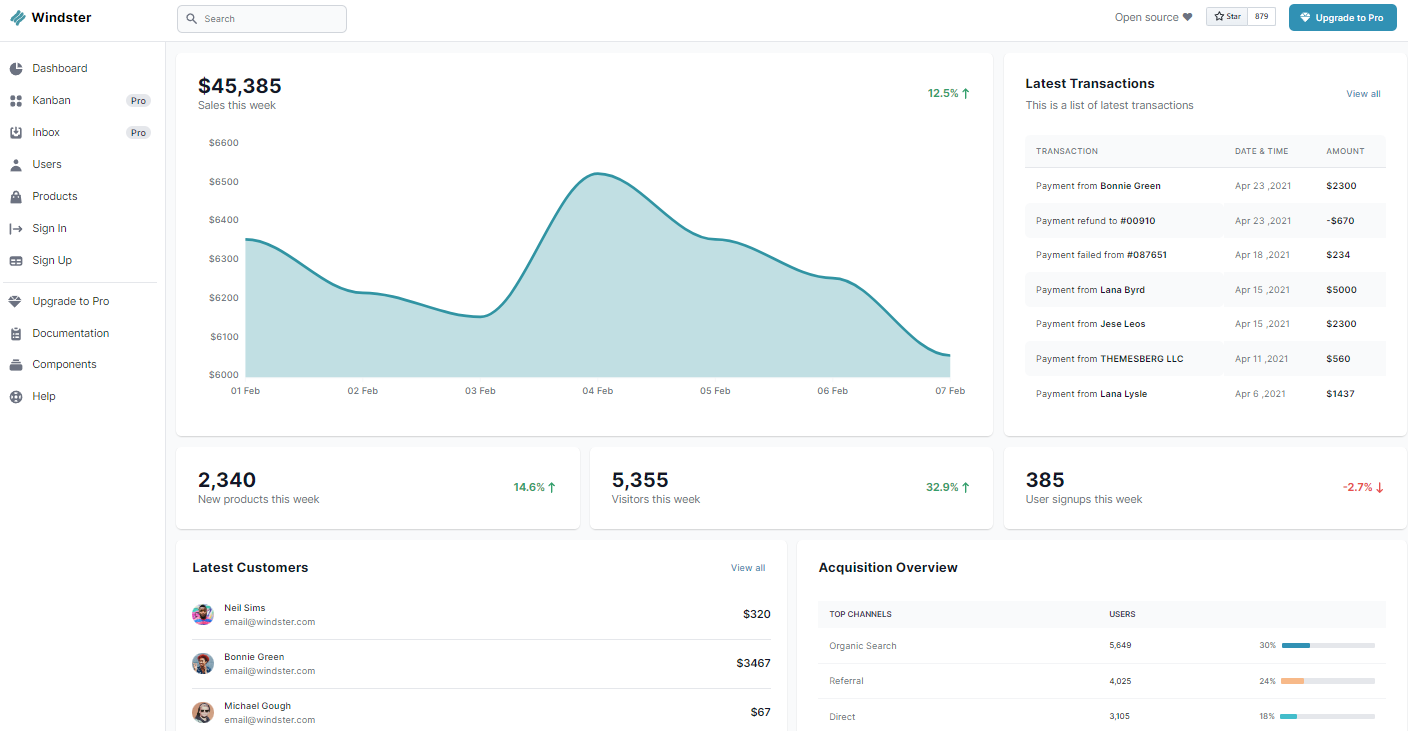 Windster
Search
Open source
Star 879
Upgrade to Pro
Dashboard
Kanban Pro
Inbox Pro
Users
Products
Sign In
Sign Up
Upgrade to Pro
Documentation
Components
Help
$45,385
Sales this week
12.5%
$6600
$6500
$6400
$6300
$6200
$6100
$6000
01 Feb 02 Feb 03 Feb 04 Feb 05 Feb 06 Feb 07 Feb
Latest Transactions
This is a list of latest transactions
View all
TRANSACTION DATE & TIME AMOUNT
Payment from Bonnie Green Apr 23 ,2021 $2300
Payment refund to #00910 Apr 23 ,2021 -$670
Payment failed from #087651 Apr 18 ,2021 $234
Payment from Lana Byrd Apr 15 ,2021 $5000
Payment from Jese Leos Apr 15 ,2021 $2300
Payment from THEMESBERG LLC Apr 11 ,2021 $560
Payment from Lana Lysle Apr 6 ,2021 $1437
2,340
New products this week
14.6%
5,355
Visitors this week
32.9%
385
User signups this week
-2.7%
Latest Customers
View all
Neil Sims
email@windster.com
$320
Bonnie Green
email@windster.com
$3467
Michael Gough
email@windster.com
$67
Acquisition Overview
TOP CHANNELS USERS
Organic Search 5,649 30%
Referral 4,025 24%
Direct 3,105 18%